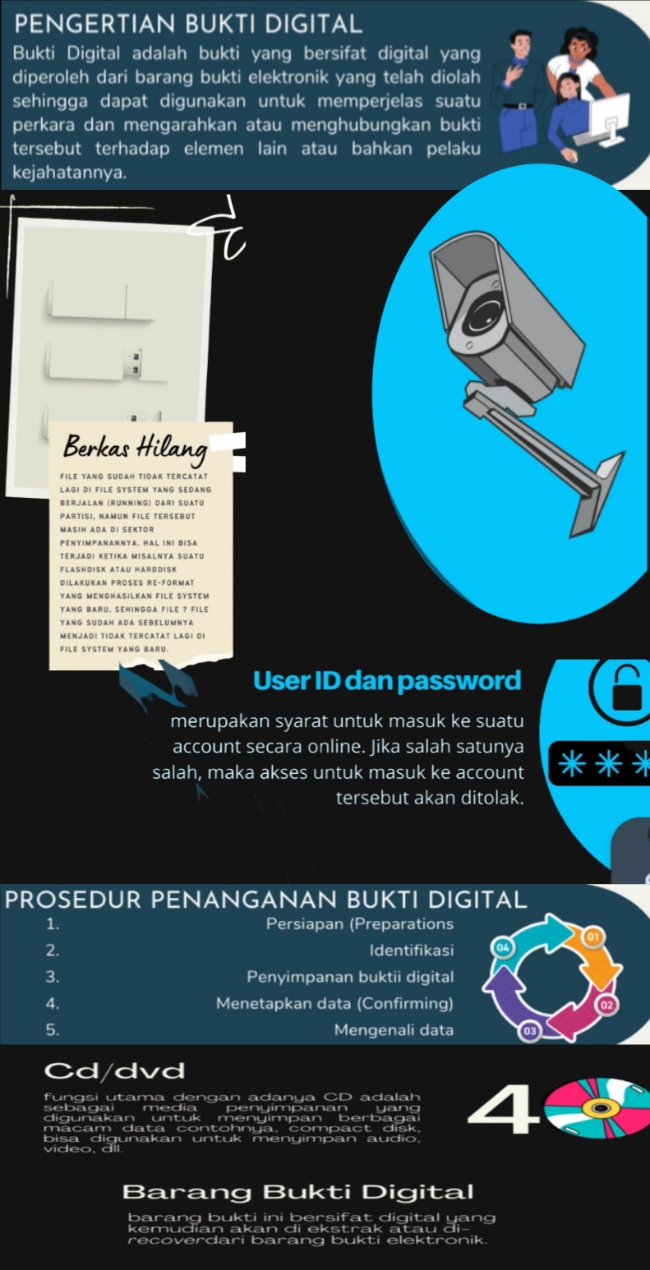 PENGERTIAN BUKTI DIGITAL
Bukti Digital adalah bukti yang bersifat digital yang
diperoleh dari barang bukti elektronik yang telah diolah
sehingga dapat digunakan untuk memperjelas suatu
perkara dan mengarahkan atau menghubungkan bukti
tersebut terhadap elemen lain atau bahkan pelaku
kejahatannya.
Berkas Hilang
FILE YANG SUDAH TIDAK TERCATAT
LAGI DI FILE SYSTEM YANG SEDANG
BERJALAN (RUNNING) DARI SUATU
PARTISI, NAMUN FILE TERSEBUT
MASIH ADA DI SEKTOR
PENYIMPANANNYA. HAL INI BISA
TERJADI KETIKA MISALNYA SUATU
FLASHDISK ATAU HARDDISK
DILAKUKAN PROSES RE-FORMAT
YANG MENGHASILKAN FILE SYSTEM
YANG BARU, SEHINGGA FILE ? FILE
YANG SUDAH ADA SEBELUMNYA
MENJADI TIDAK TERCATAT LAGI DI
FILE SYSTEM YANG BARU.
User ID dan password
merupakan syarat untuk masuk ke suatu
account secara online. Jika salah satunya
salah, maka akses untuk masuk ke account
tersebut akan ditolak.
PROSEDUR PENANGANAN BUKTI DIGITAL
1. Persiapan (Preparations
2. Identifikasi
3. Penyimpanan buktii digital
4. Menetapkan data (Confirming)
5. Mengenali data
01
02
03
04
Cd/dvd
fungsi utama dengan adanya CD adalah
sebagai media penyimpanan yang
digunakan untuk menyimpan berbagai
macam data contohnya, compact disk,
bisa digunakan untuk menyimpan audio,
video, dll.
4
Barang Bukti Digital
barang bukti ini bersifat digital yang
kemudian akan di ekstrak atau di-
recoverdari barang bukti elektronik.